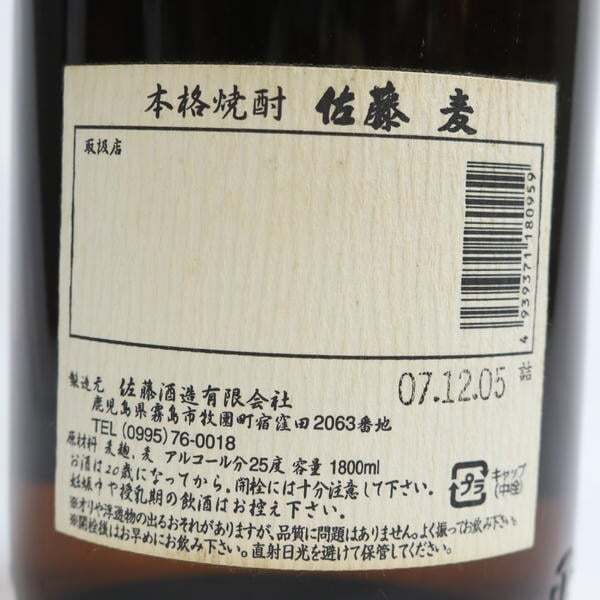 本格焼酎 佐藤 麦
取扱店
4 939371 180959
07.12.05 詰
製造元 佐藤酒造有限会社
鹿児島県霧島市牧園町宿窪田2063番地
TEL (0995)76-0018
原材料 麦麹、麦 アルコール分25度 容量 1800ml
お酒は20歳になってから。開栓には十分注意して下さい。
妊娠中や授乳期の飲酒はお控え下さい。
プラ
キャップ
(中栓)
※オリや浮遊物の出るおそれがありますが、品質に問題はありません。よく振ってお飲み下さい。
※開栓後はお早めにお飲み下さい。直射日光を避けて保管してください。